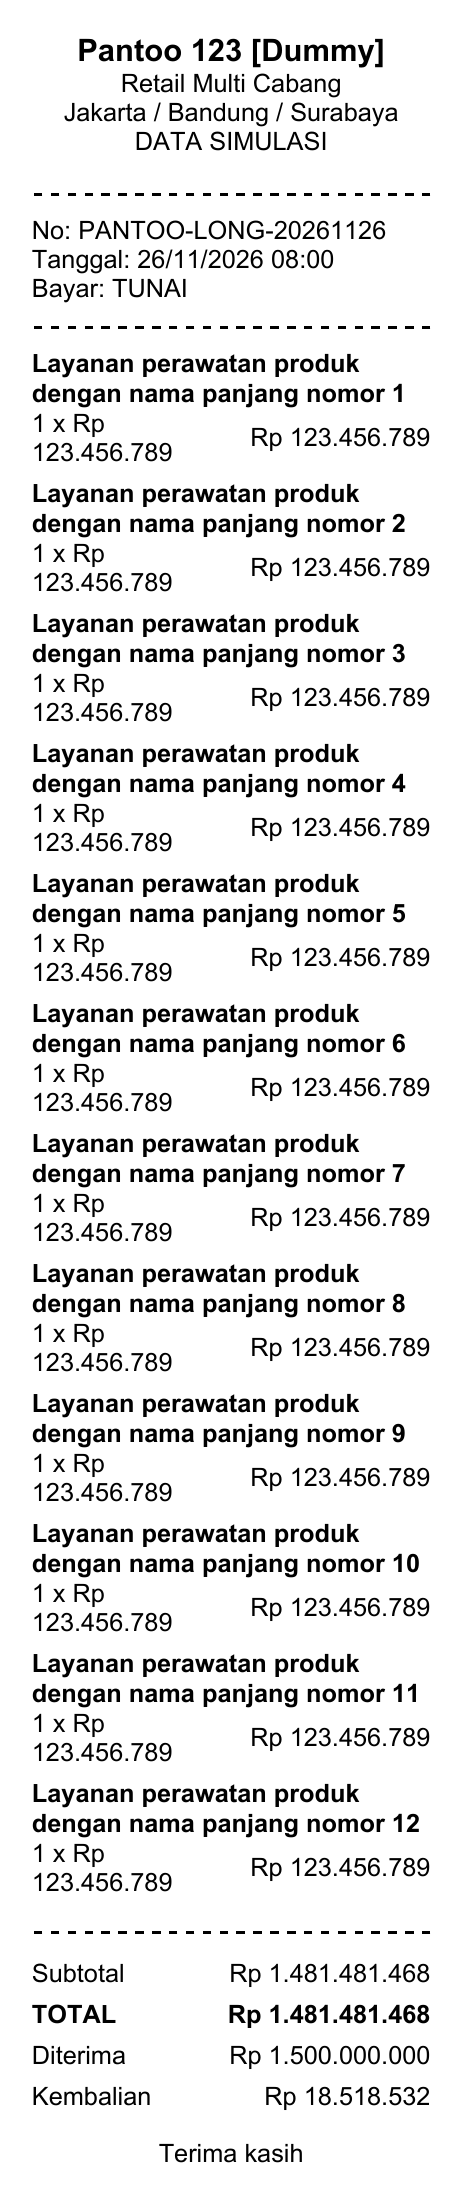 Pantoo 123 [Dummy]
Retail Multi Cabang
Jakarta / Bandung / Surabaya
DATA SIMULASI
------------------------
No: PANTOO-LONG-20261126
Tanggal: 26/11/2026 08:00
Bayar: TUNAI
------------------------
Layanan perawatan produk
dengan nama panjang nomor 1
1 x Rp
123.456.789 Rp 123.456.789
Layanan perawatan produk
dengan nama panjang nomor 2
1 x Rp
123.456.789 Rp 123.456.789
Layanan perawatan produk
dengan nama panjang nomor 3
1 x Rp
123.456.789 Rp 123.456.789
Layanan perawatan produk
dengan nama panjang nomor 4
1 x Rp
123.456.789 Rp 123.456.789
Layanan perawatan produk
dengan nama panjang nomor 5
1 x Rp
123.456.789 Rp 123.456.789
Layanan perawatan produk
dengan nama panjang nomor 6
1 x Rp
123.456.789 Rp 123.456.789
Layanan perawatan produk
dengan nama panjang nomor 7
1 x Rp
123.456.789 Rp 123.456.789
Layanan perawatan produk
dengan nama panjang nomor 8
1 x Rp
123.456.789 Rp 123.456.789
Layanan perawatan produk
dengan nama panjang nomor 9
1 x Rp
123.456.789 Rp 123.456.789
Layanan perawatan produk
dengan nama panjang nomor 10
1 x Rp
123.456.789 Rp 123.456.789
Layanan perawatan produk
dengan nama panjang nomor 11
1 x Rp
123.456.789 Rp 123.456.789
Layanan perawatan produk
dengan nama panjang nomor 12
1 x Rp
123.456.789 Rp 123.456.789
------------------------
Subtotal Rp 1.481.481.468
TOTAL Rp 1.481.481.468
Diterima Rp 1.500.000.000
Kembalian Rp 18.518.532
Terima kasih